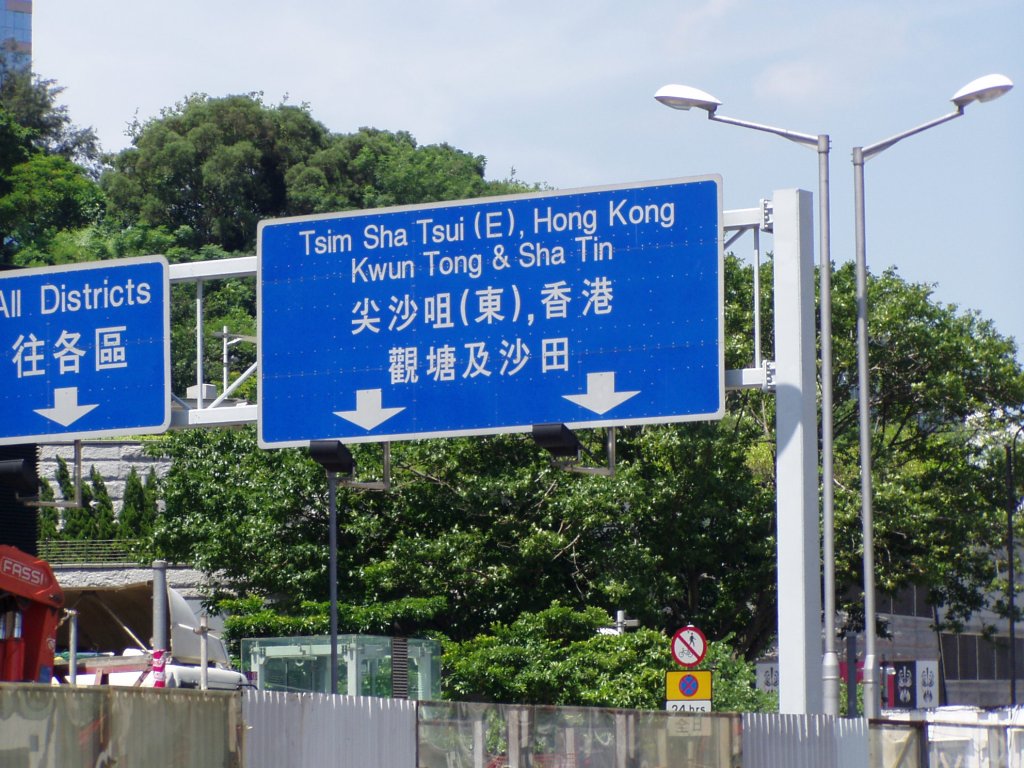 All Districts
往各區
Tsim Sha Tsui (E), Hong Kong
Kwun Tong & Sha Tin
尖沙咀(東),香港
觀塘及沙田
FASSI
24 hrs
全日